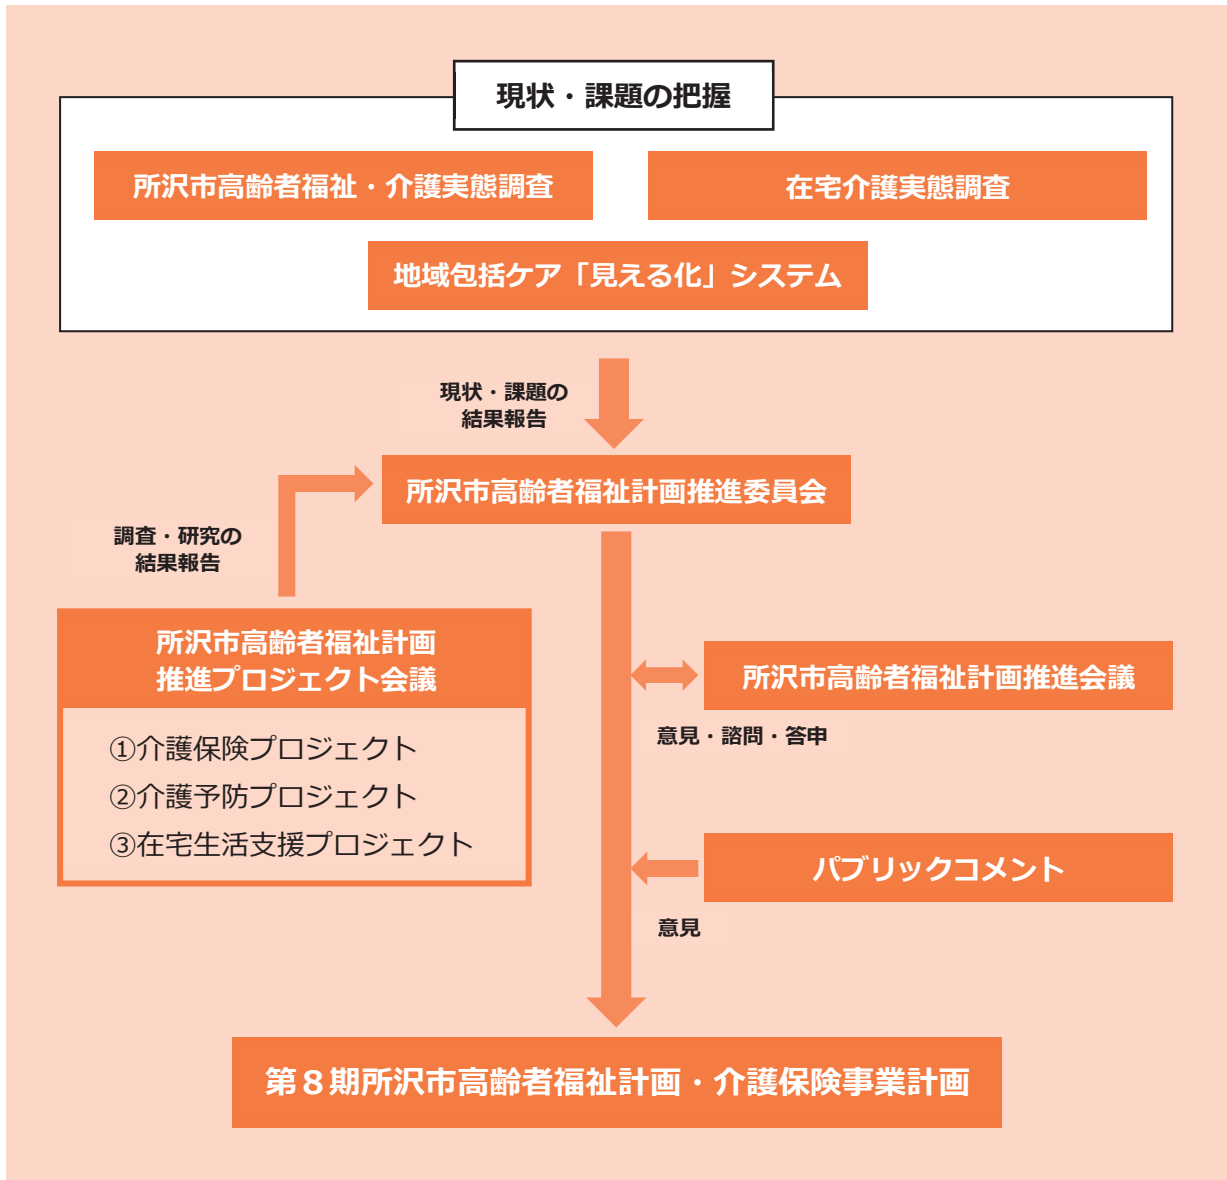 現状・課題の把握
所沢市高齢者福祉・介護実態調査
在宅介護実態調査
地域包括ケア「見える化」システム
現状・課題の
結果報告
所沢市高齢者福祉計画推進委員会
調査・研究の
結果報告
所沢市高齢者福祉計画
推進プロジェクト会議
①介護保険プロジェクト
②介護予防プロジェクト
③在宅生活支援プロジェクト
所沢市高齢者福祉計画推進会議
意見・諮問・答申
パブリックコメント
意見
第８期所沢市高齢者福祉計画・介護保険事業計画